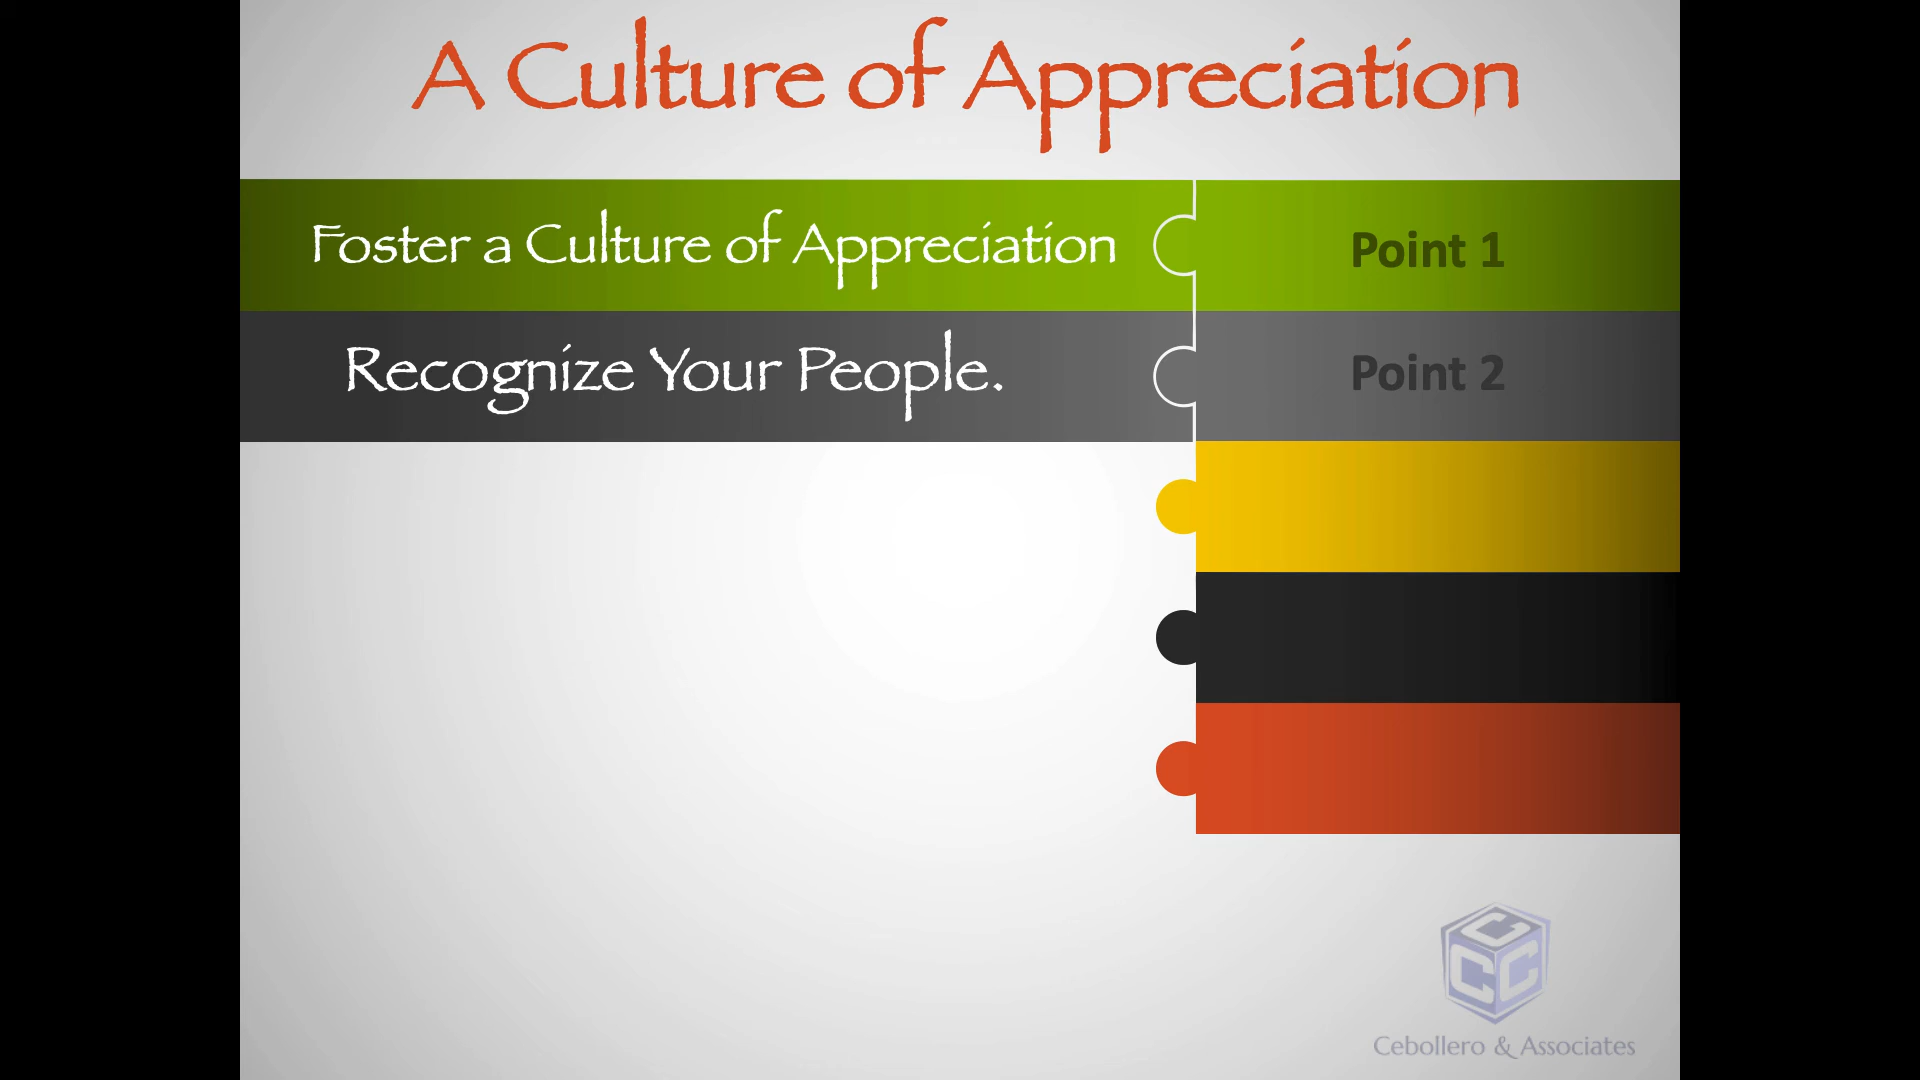 A Culture of Appreciation
Foster a Culture of Appreciation
Point 1
Recognize Your People.
Point 2
C C C
Cebollero & Associates